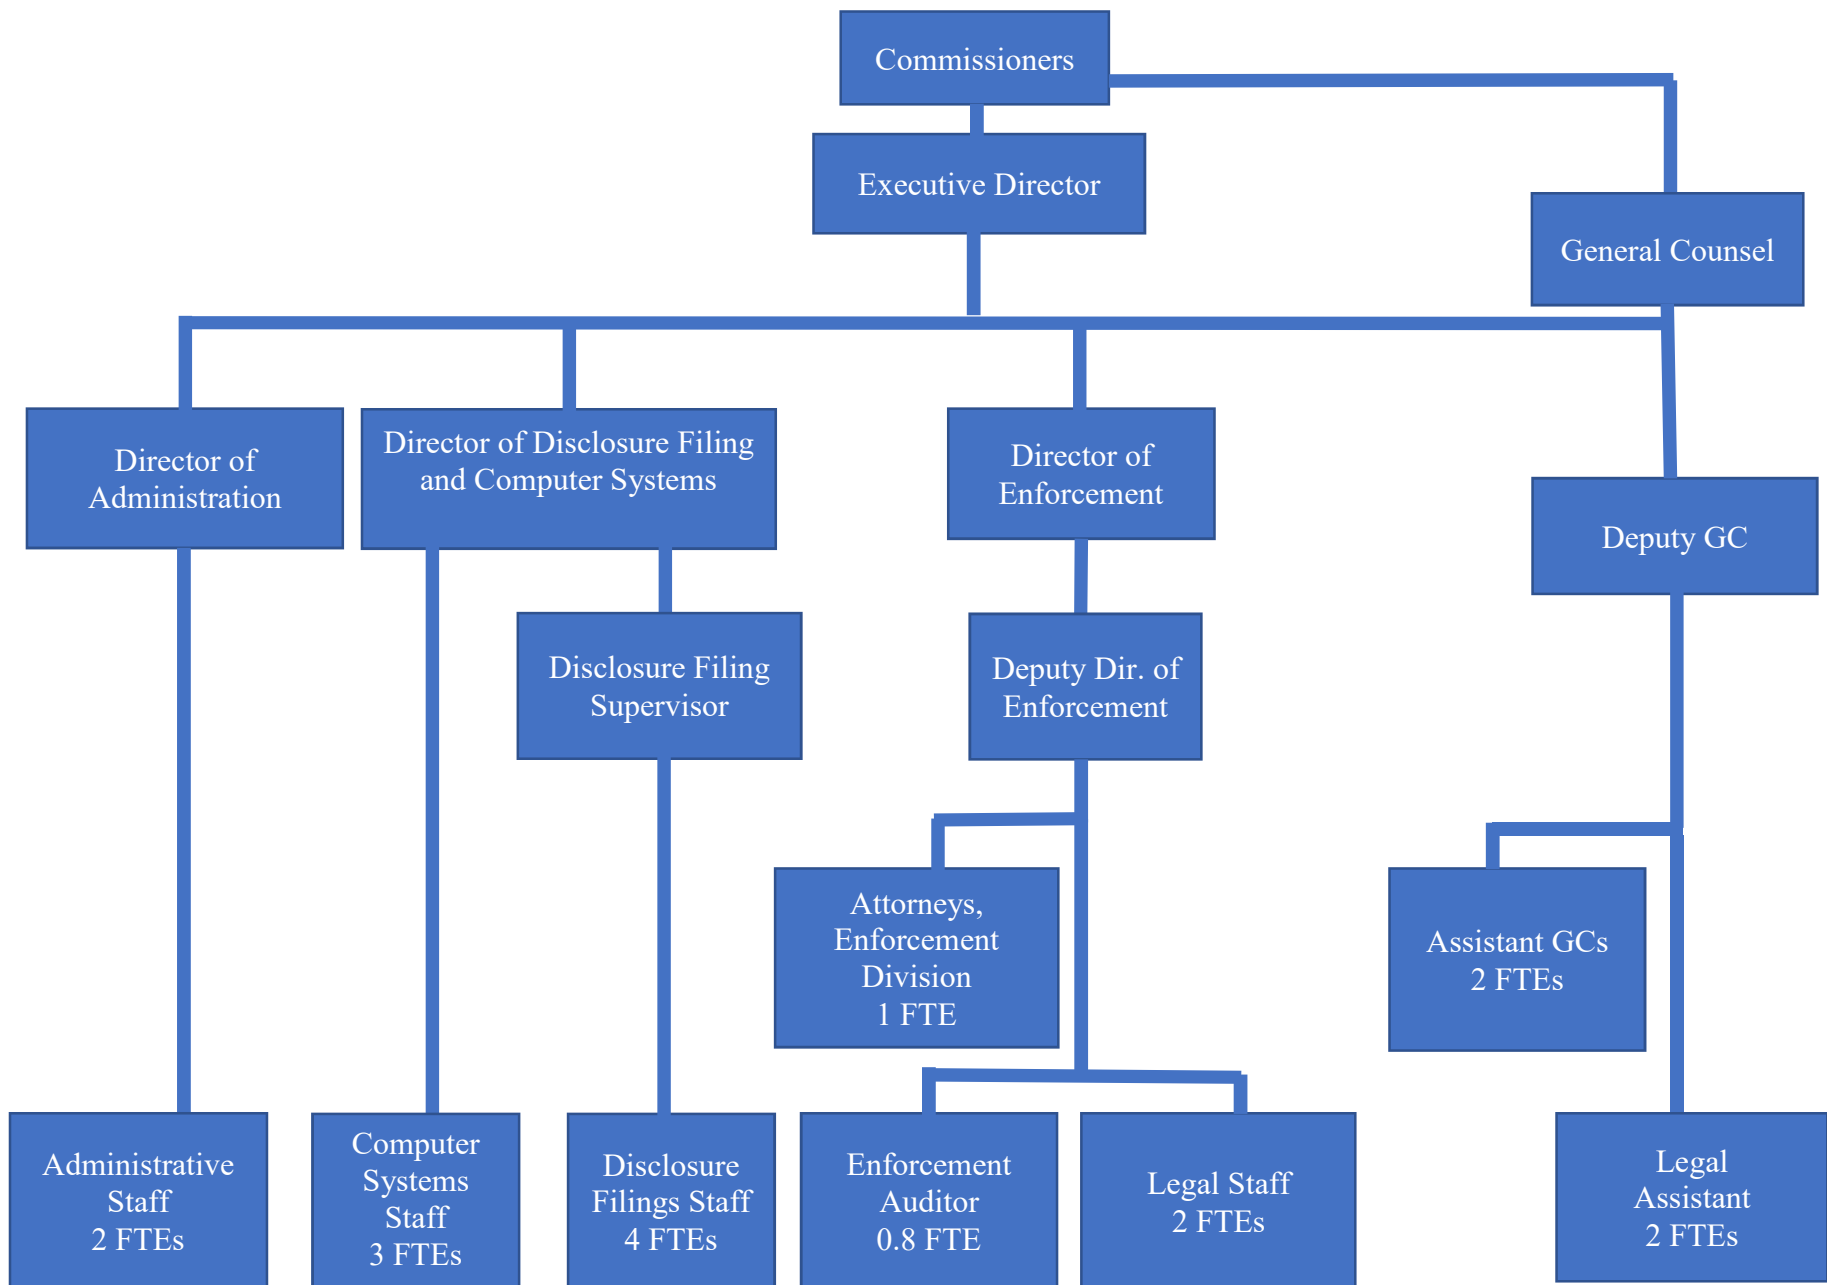 Commissioners
Executive Director
General Counsel
Director of
Administration
Director of Disclosure Filing
and Computer Systems
Director of
Enforcement
Deputy GC
Disclosure Filing
Supervisor
Deputy Dir. of
Enforcement
Attorneys,
Enforcement
Division
1 FTE
Assistant GCs
2 FTEs
Administrative
Staff
2 FTEs
Computer
Systems
Staff
3 FTEs
Disclosure
Filings Staff
4 FTEs
Enforcement
Auditor
0.8 FTE
Legal Staff
2 FTEs
Legal
Assistant
2 FTEs